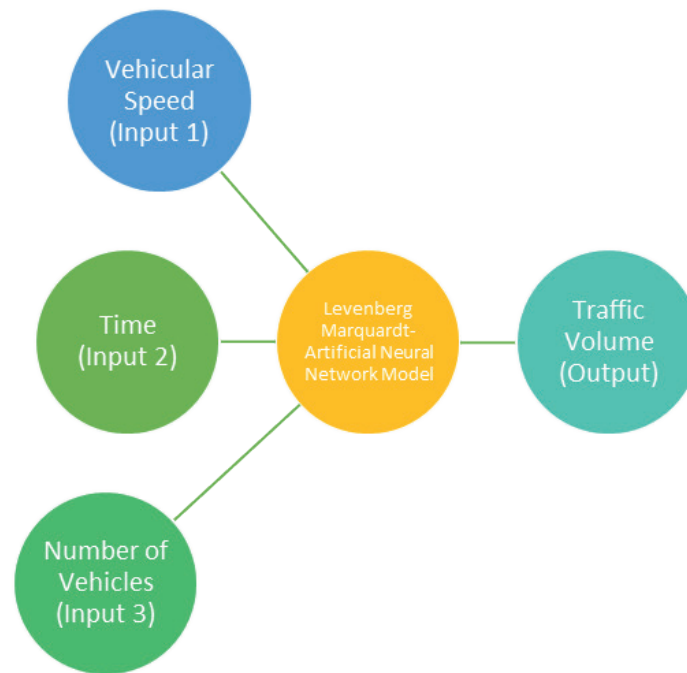 Vehicular
Speed
(Input 1)
Time
(Input 2)
Number of
Vehicles
(Input 3)
Levenberg
Marquardt-
Artificial Neural
Network Model
Traffic
Volume
(Output)